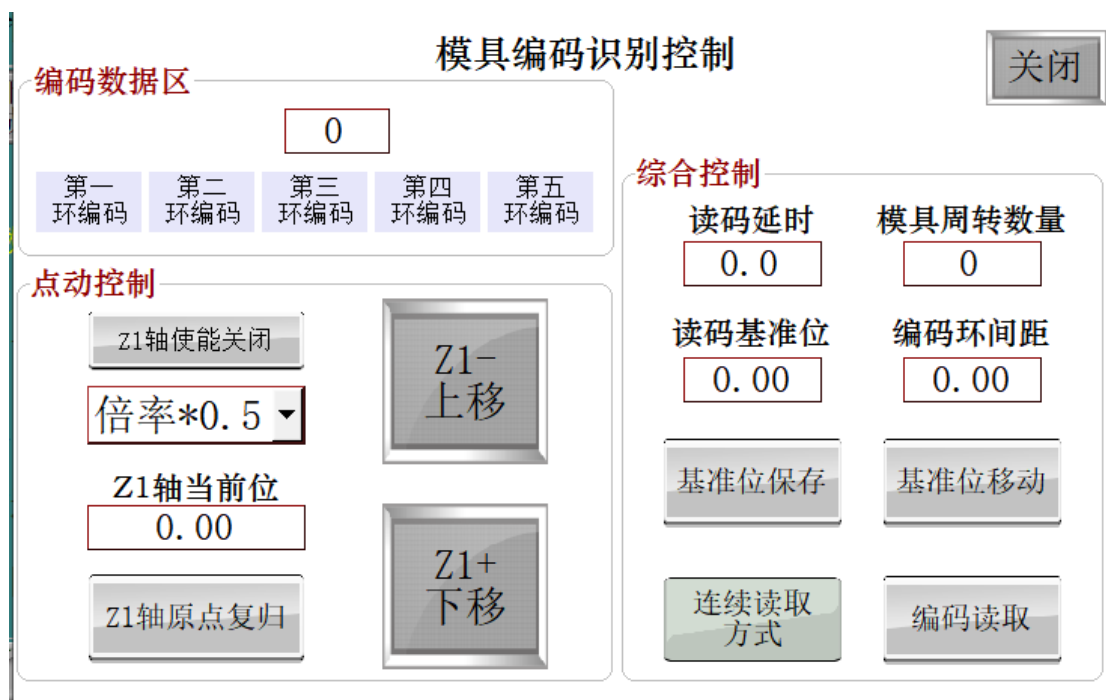 模具编码识别控制
关闭
编码数据区
0
第一
环编码
第二
环编码
第三
环编码
第四
环编码
第五
环编码
点动控制
Z1轴使能关闭
倍率*0.5
Z1轴当前位
0.00
Z1轴原点复归
Z1-
上移
Z1+
下移
综合控制
读码延时
模具周转数量
0.0
0
读码基准位
编码环间距
0.00
0.00
基准位保存
基准位移动
连续读取
方式
编码读取